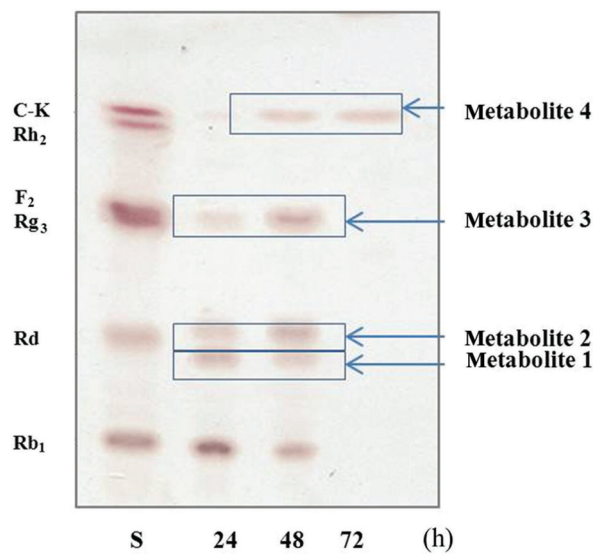 C-K
Rh₂
Metabolite 4
F₂
Rg₃
Metabolite 3
Rd
Metabolite 2
Metabolite 1
Rb₁
S 24 48 72 (h)